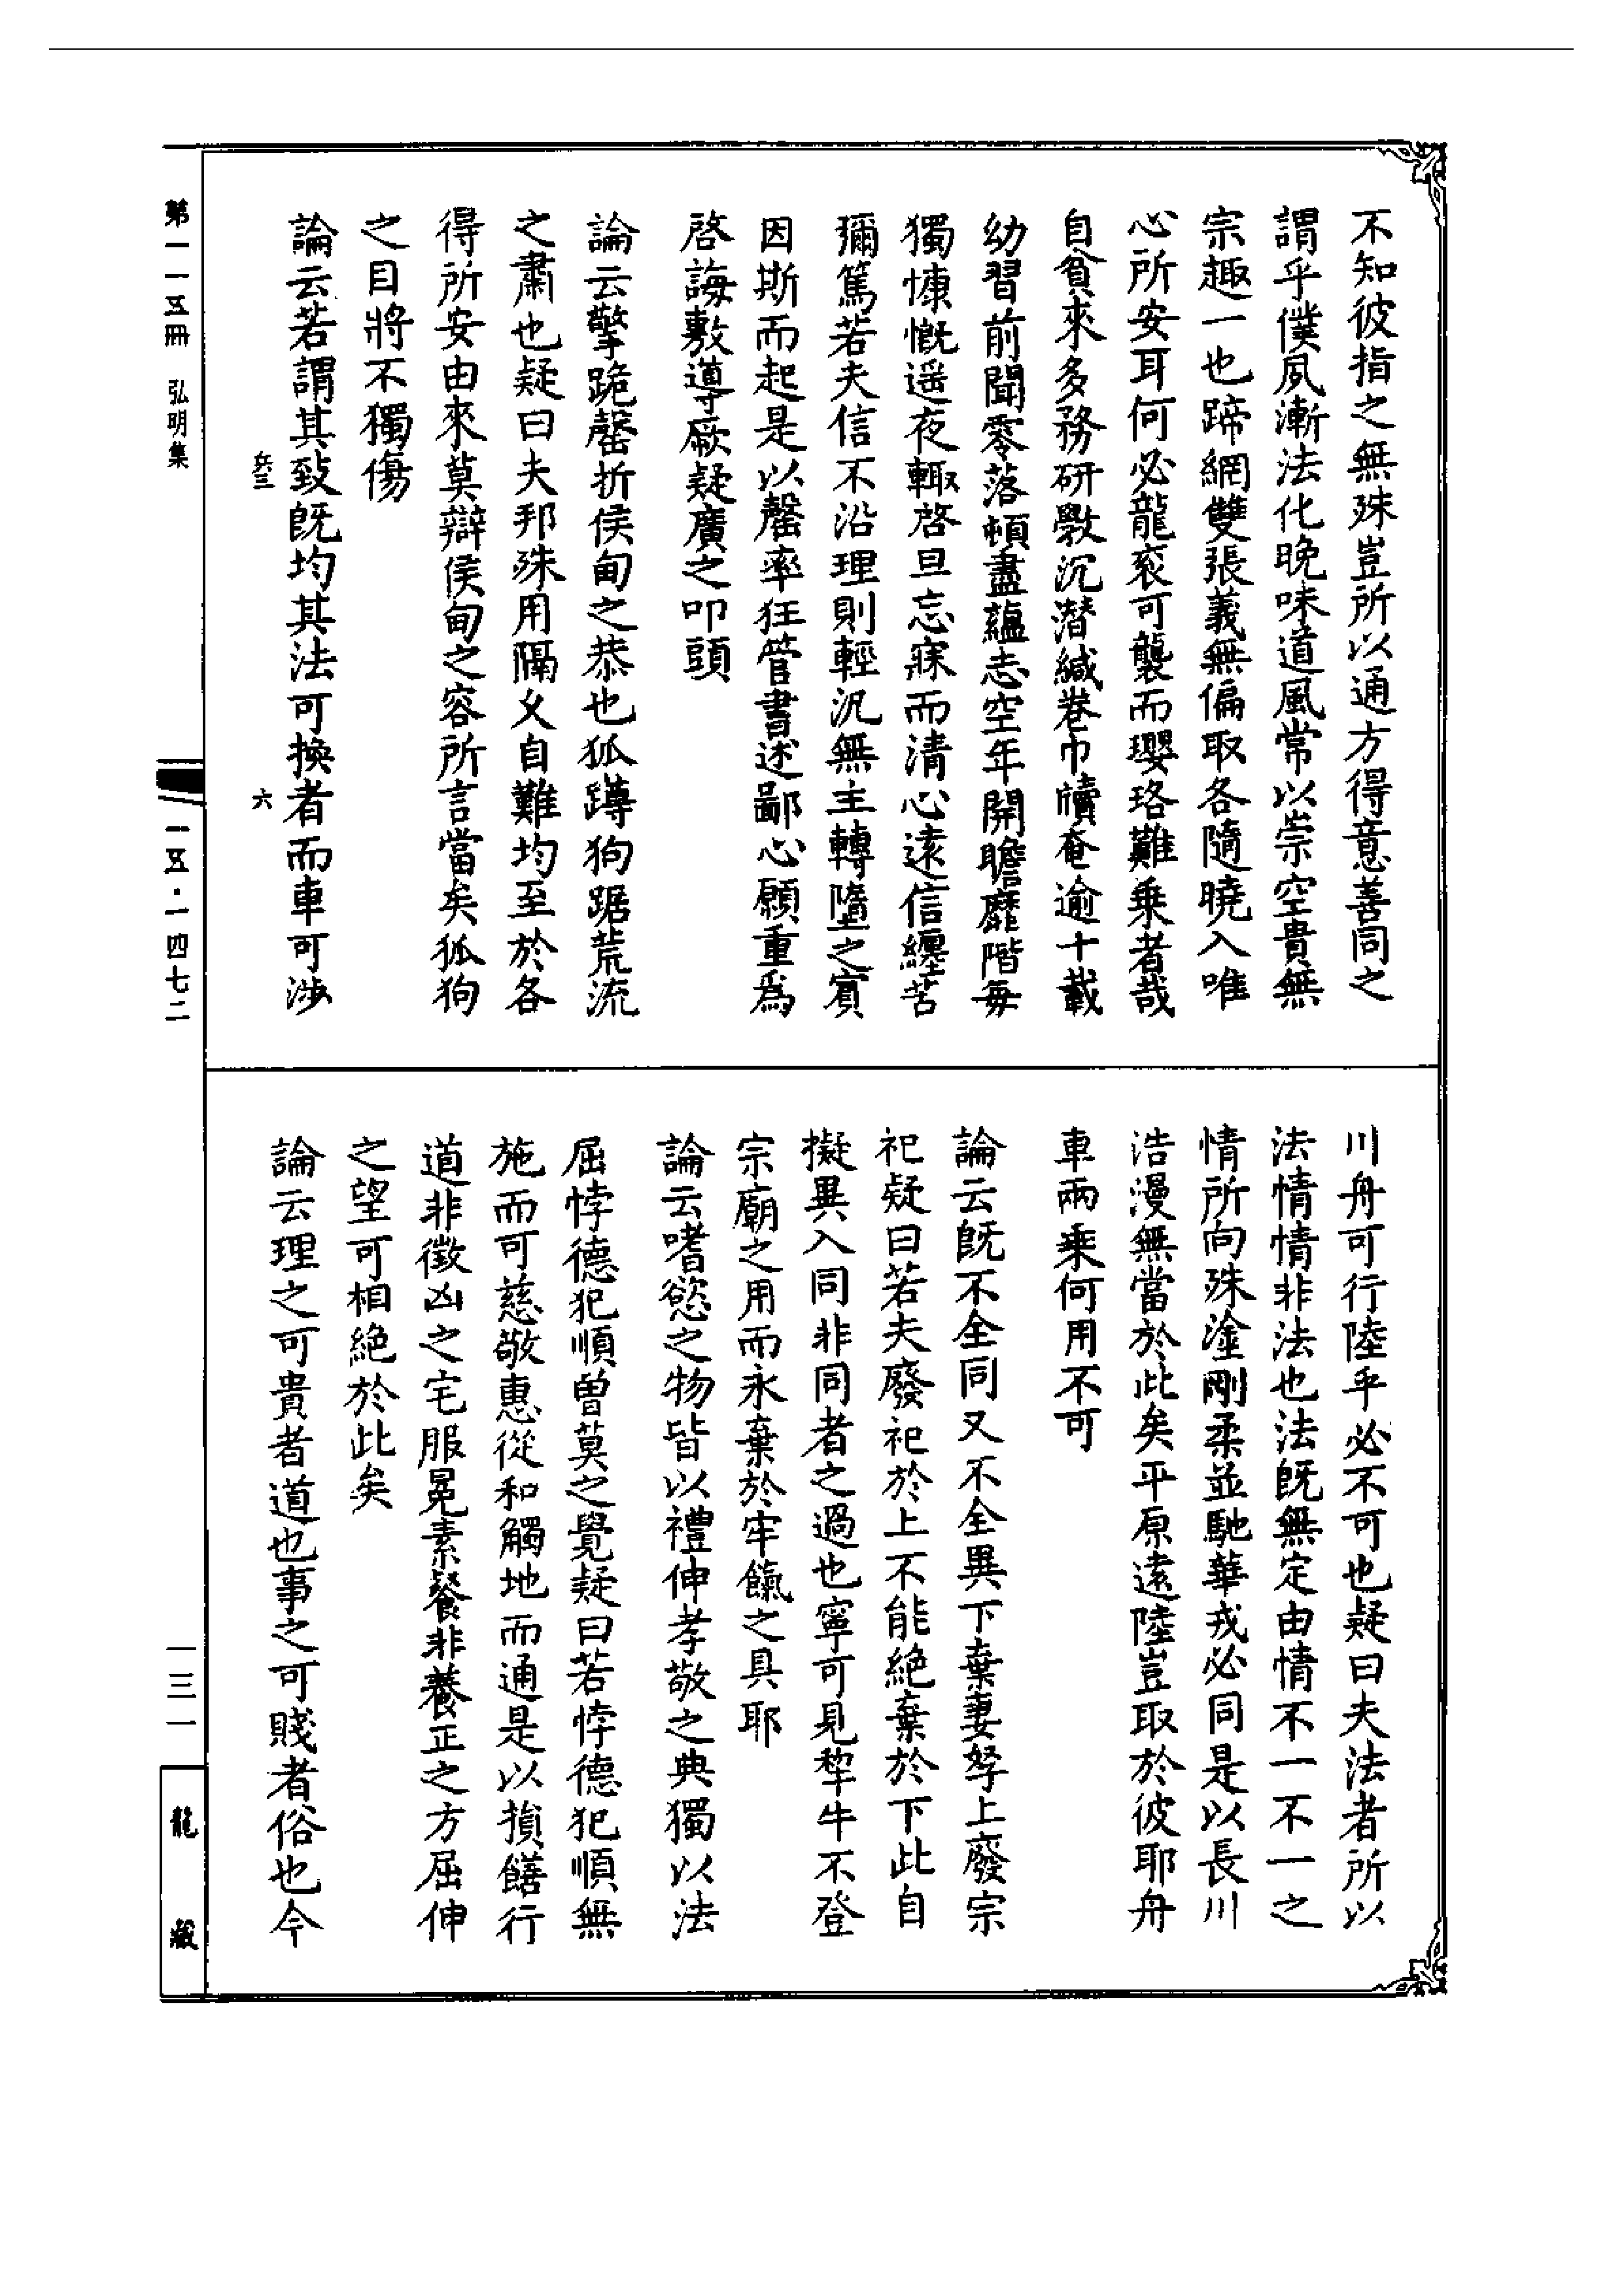 不知彼指之無殊豈所以通方得意善同之
謂乎僕夙漸法化晚味道風常以崇空貴無
宗趣一也蹄網雙張義無偏取各隨曉入唯
心所安耳何必龍衮可襲而瓔珞難乗者哉
自貧來多務研斅沉潜緘卷巾牘奄逾十載
幼習前聞零落頓盡蘊志空年開瞻靡階每
獨慷慨遥夜輙啓旦忘寐而清心遠信纏苦
彌篤若夫信不沿理則輕沉無主轉墮之賓
因斯而起是以罄率狂管書述鄙心願重爲
啓誨敷導厥疑廣之叩頭
論云擎跪罄折侯甸之恭也狐蹲狗踞荒流
之肅也疑曰夫邦殊用隔文自難均至於各
得所安由來莫辯侯甸之容所言當矣狐狗
之目將不獨傷
論云若謂其致旣均其法可換者而車可涉
兵三 六
川舟可行陸乎必不可也疑曰夫法者所以
法情情非法也法旣無定由情不一不一之
情所向殊塗剛柔並馳華戎必同是以長川
浩漫無當於此矣平原遠陸豈取於彼耶舟
車兩乘何用不可
論云旣不全同又不全異下棄妻孥上廢宗
祀疑曰若夫廢祀於上不能絶棄於下此自
擬異入同非同者之過也寧可見犂牛不登
宗廟之用而永棄於牢餼之具耶
論云嗜慾之物皆以禮伸孝敬之典獨以法
屈悖德犯順曾莫之覺疑曰若悖德犯順無
施而可慈敬惠從和觸地而通是以損饍行
道非徵凶之宅服冕素餐非養正之方屈伸
之望可相絶於此矣
論云理之可貴者道也事之可賤者俗也今
第一一五冊 弘明集
一五·一四七二
一三一
龍藏